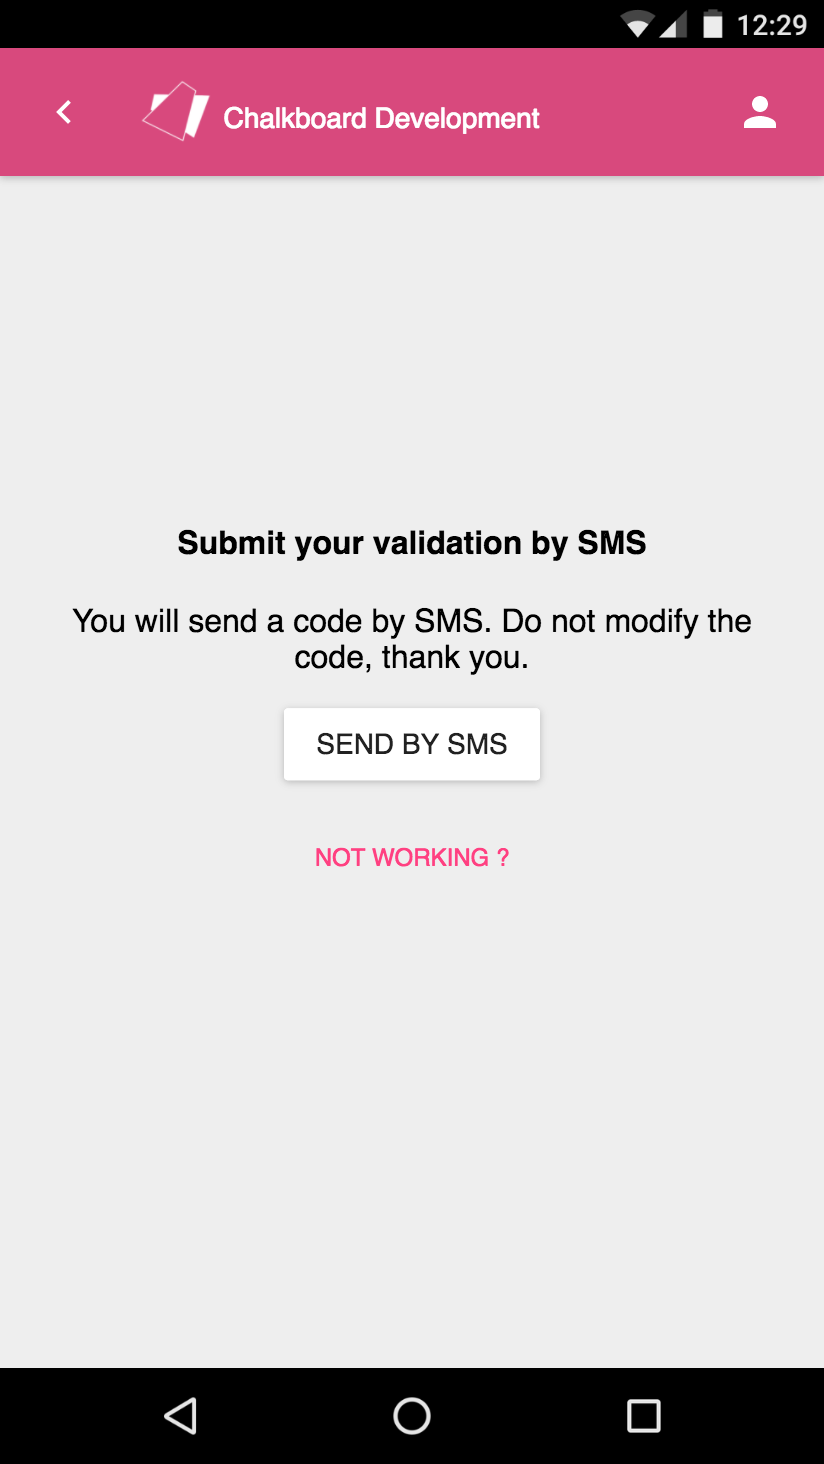 12:29
Chalkboard Development
Submit your validation by SMS
You will send a code by SMS. Do not modify the
code, thank you.
SEND BY SMS
NOT WORKING ?